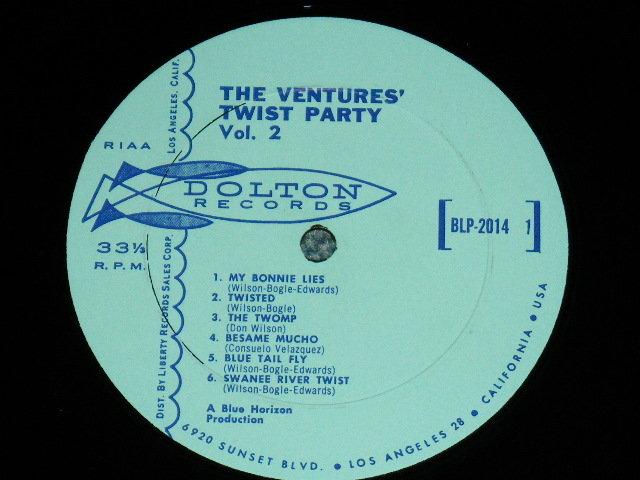 THE VENTURES'
TWIST PARTY
Vol. 2
RIAA
DOLTON
RECORDS
33⅓
R.P.M.
[BLP-2014 1]
1. MY BONNIE LIES
(Wilson-Bogle-Edwards)
2. TWISTED
(Wilson-Bogle)
3. THE TWOMP
(Don Wilson)
4. BESAME MUCHO
(Consuelo Velazquez)
5. BLUE TAIL FLY
(Wilson-Bogle-Edwards)
6. SWANEE RIVER TWIST
(Wilson-Bogle-Edwards)
A Blue Horizon
Production
DIST. BY LIBERTY RECORDS SALES CORP. LOS ANGELES, CALIF.
6920 SUNSET BLVD. ● LOS ANGELES 28 ● CALIFORNIA ● USA